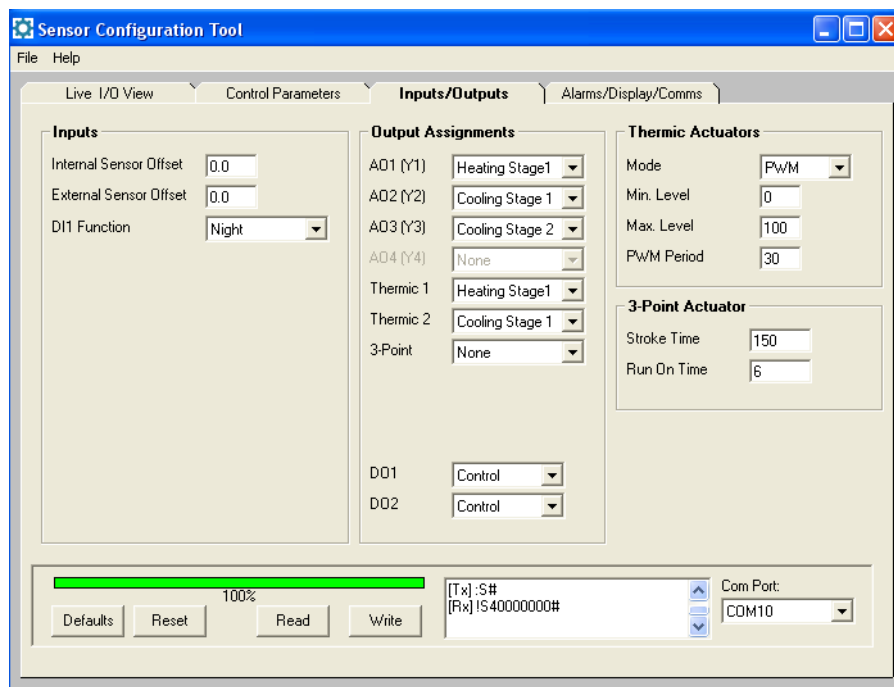 Sensor Configuration Tool
File Help
Live I/O View Control Parameters Inputs/Outputs Alarms/Display/Comms
Inputs
Internal Sensor Offset 0.0
External Sensor Offset 0.0
DI1 Function Night
Output Assignments
AO1 (Y1) Heating Stage1
AO2 (Y2) Cooling Stage 1
AO3 (Y3) Cooling Stage 2
AO4 (Y4) None
Thermic 1 Heating Stage1
Thermic 2 Cooling Stage 1
3-Point None
DO1 Control
DO2 Control
Thermic Actuators
Mode PWM
Min. Level 0
Max. Level 100
PWM Period 30
3-Point Actuator
Stroke Time 150
Run On Time 6
100%
Defaults Reset Read Write
[Tx] :S#
[Rx] !S40000000#
Com Port:
COM10